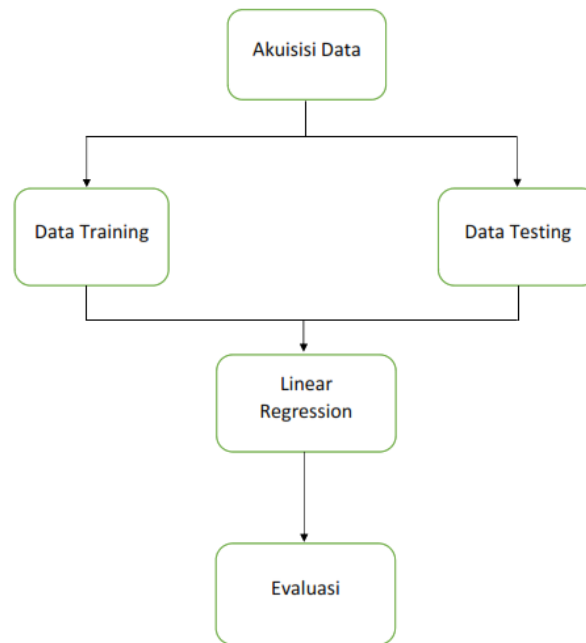 Akuisisi Data
Data Training
Data Testing
Linear
Regression
Evaluasi